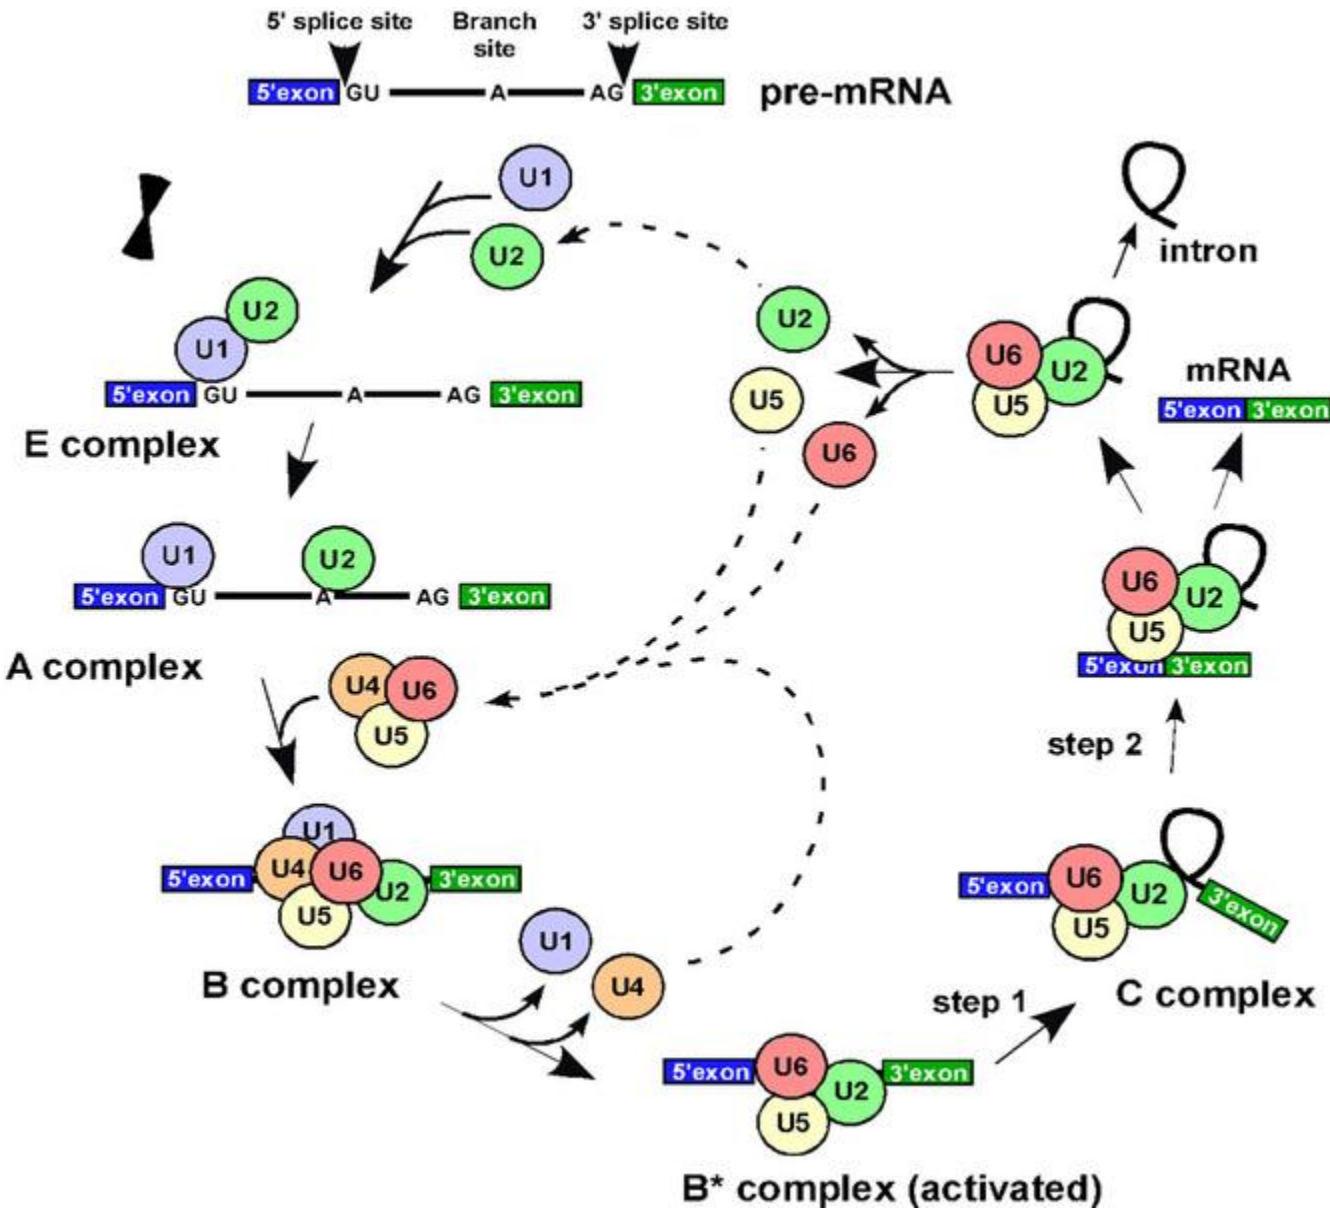 5' splice site
Branch
site
3' splice site
5'exon GU A AG 3'exon
pre-mRNA
U1
U2
intron
U2
U1
5'exon GU A AG 3'exon
E complex
U2
U5
U6
U6
U2
U5
mRNA
5'exon 3'exon
U1
U2
5'exon GU A AG 3'exon
A complex
U4
U6
U5
U6
U2
U5
5'exon 3'exon
step 2
U1
U4
U6
U2
U5
5'exon
3'exon
B complex
U1
U4
5'exon
U6
U2
U5
3'exon
C complex
step 1
5'exon
U6
U2
U5
3'exon
B* complex (activated)